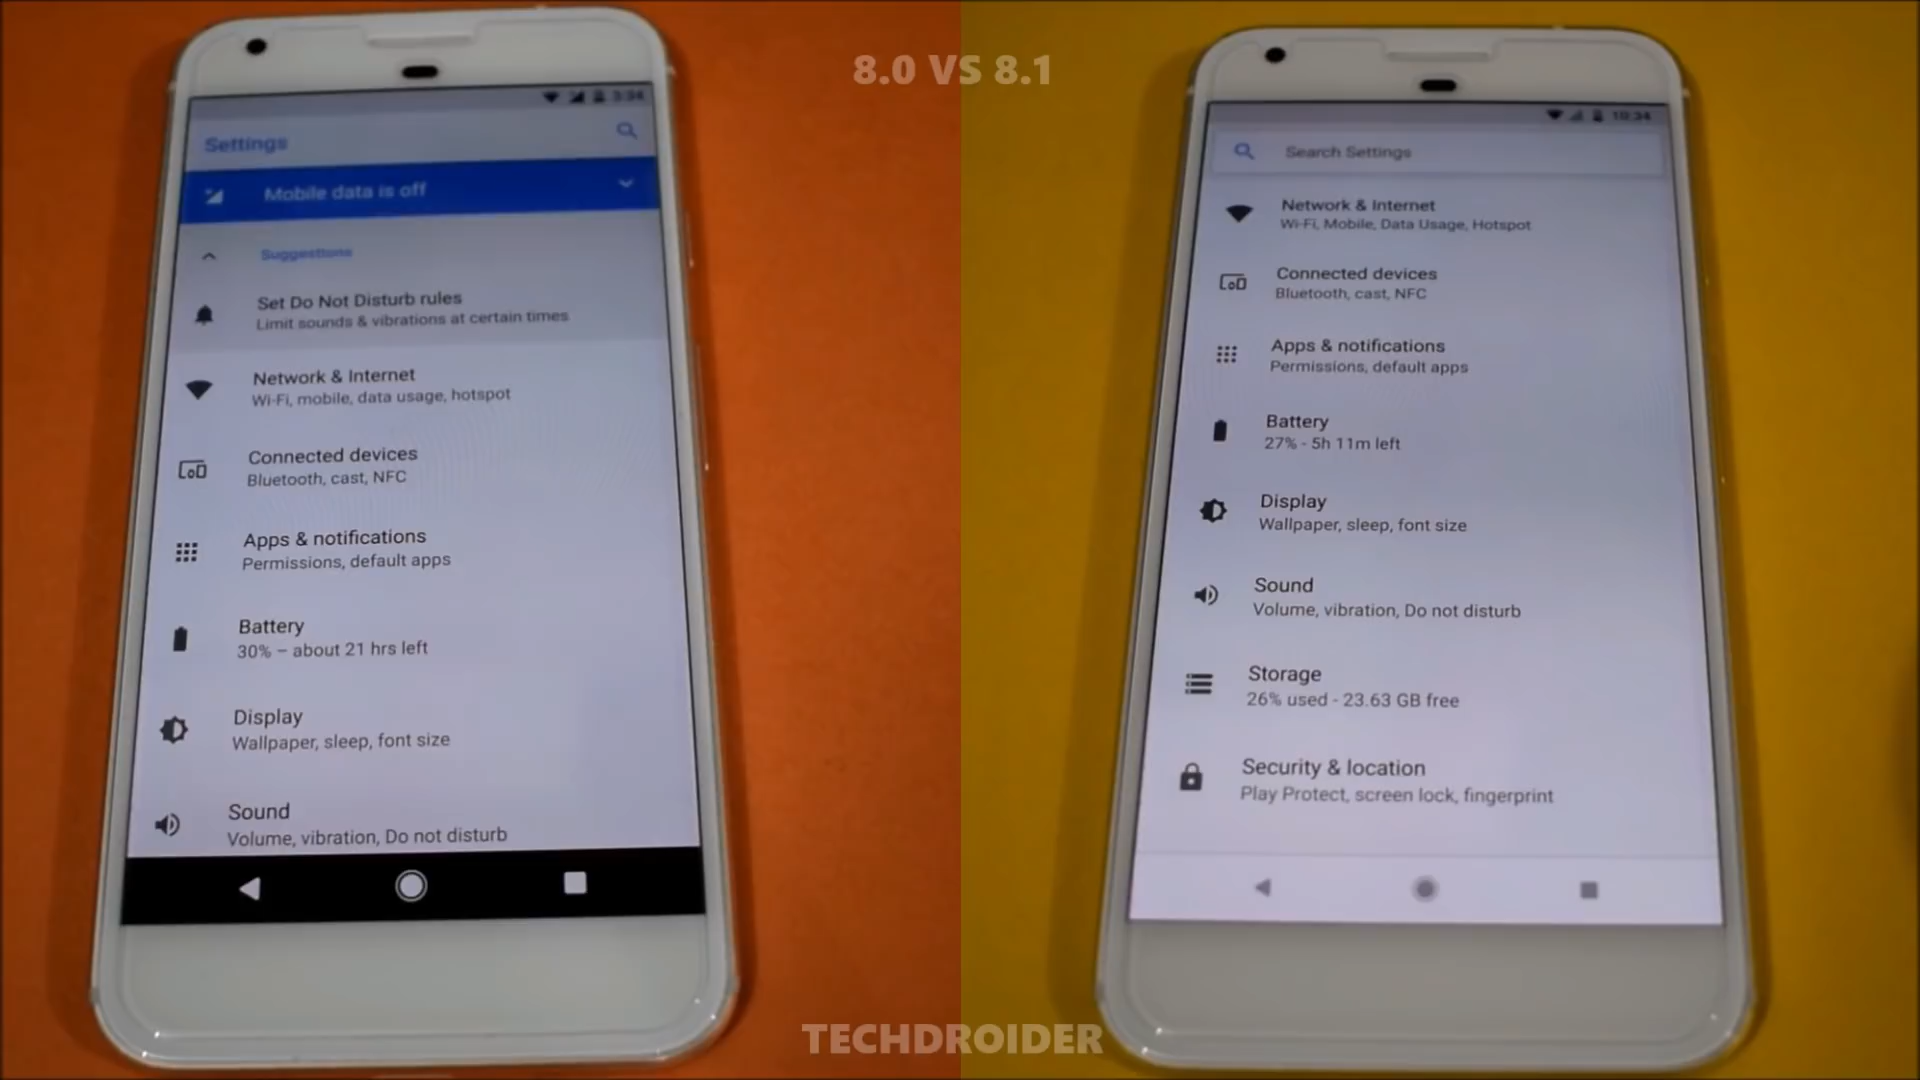 8.0 VS 8.1
3:34
Settings
Mobile data is off
Suggestions
Set Do Not Disturb rules
Limit sounds & vibrations at certain times
Network & Internet
Wi-Fi, mobile, data usage, hotspot
Connected devices
Bluetooth, cast, NFC
Apps & notifications
Permissions, default apps
Battery
30% – about 21 hrs left
Display
Wallpaper, sleep, font size
Sound
Volume, vibration, Do not disturb
10:34
Search Settings
Network & Internet
Wi-Fi, Mobile, Data Usage, Hotspot
Connected devices
Bluetooth, cast, NFC
Apps & notifications
Permissions, default apps
Battery
27% - 5h 11m left
Display
Wallpaper, sleep, font size
Sound
Volume, vibration, Do not disturb
Storage
26% used - 23.63 GB free
Security & location
Play Protect, screen lock, fingerprint
TECHDROIDER